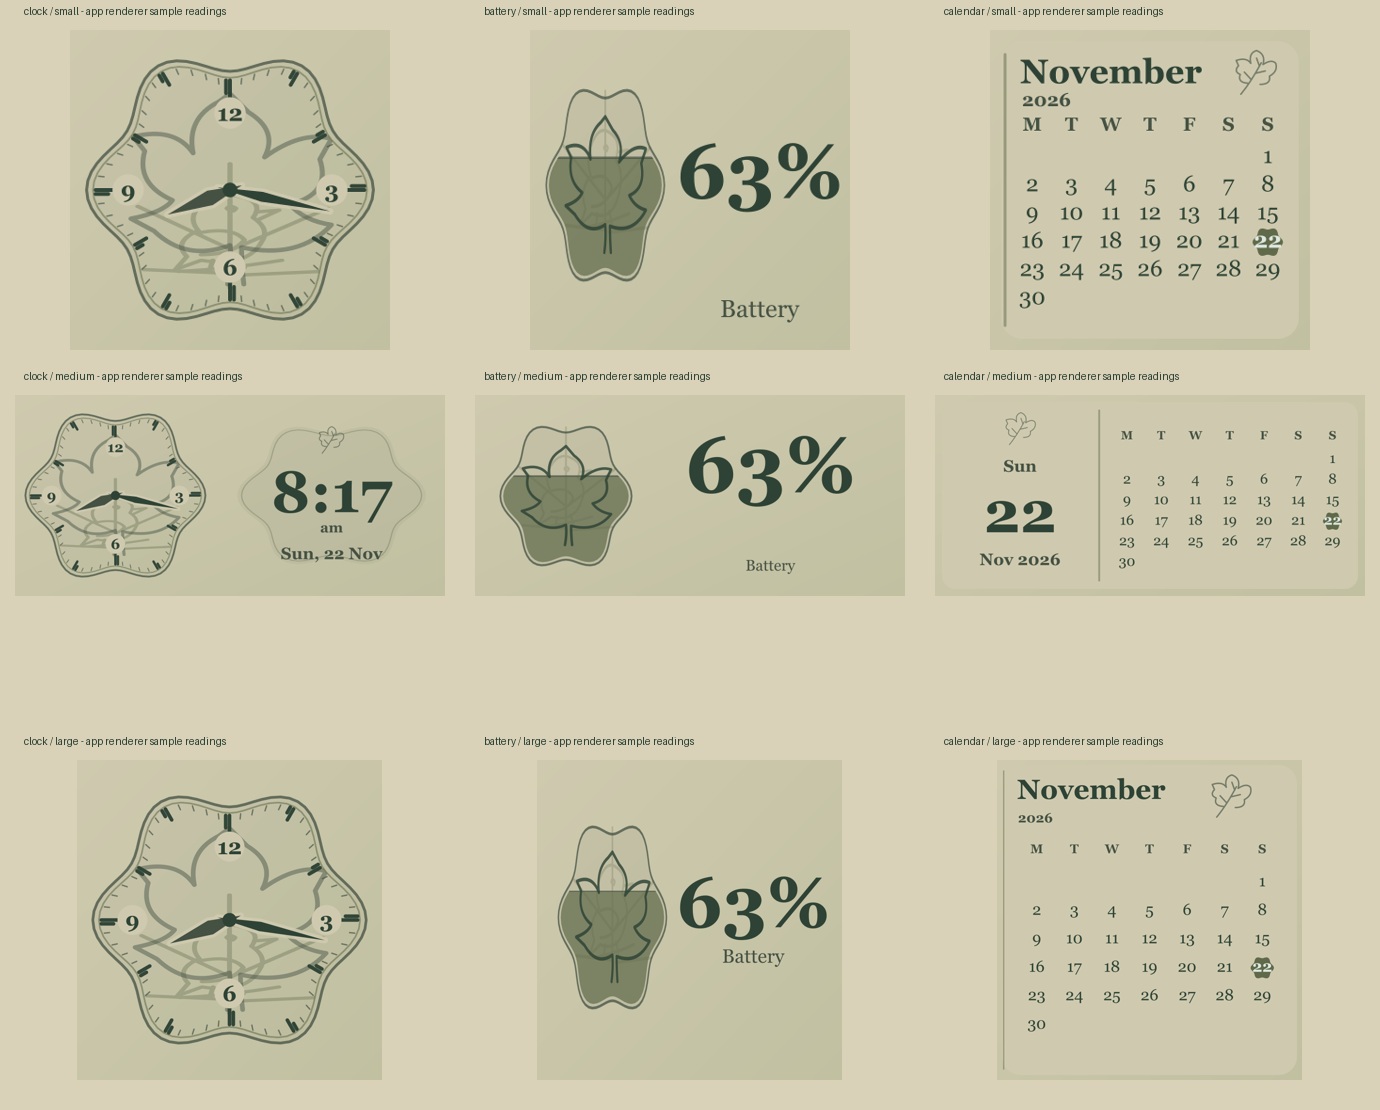 clock / small - app renderer sample readings
12
9
3
6
battery / small - app renderer sample readings
63%
Battery
calendar / small - app renderer sample readings
November
2026
M T W T F S S
1
2 3 4 5 6 7 8
9 10 11 12 13 14 15
16 17 18 19 20 21 22
23 24 25 26 27 28 29
30
clock / medium - app renderer sample readings
12
9
3
6
8:17
am
Sun, 22 Nov
battery / medium - app renderer sample readings
63%
Battery
calendar / medium - app renderer sample readings
Sun
22
Nov 2026
M T W T F S S
1
2 3 4 5 6 7 8
9 10 11 12 13 14 15
16 17 18 19 20 21 22
23 24 25 26 27 28 29
30
clock / large - app renderer sample readings
12
9
3
6
battery / large - app renderer sample readings
63%
Battery
calendar / large - app renderer sample readings
November
2026
M T W T F S S
1
2 3 4 5 6 7 8
9 10 11 12 13 14 15
16 17 18 19 20 21 22
23 24 25 26 27 28 29
30